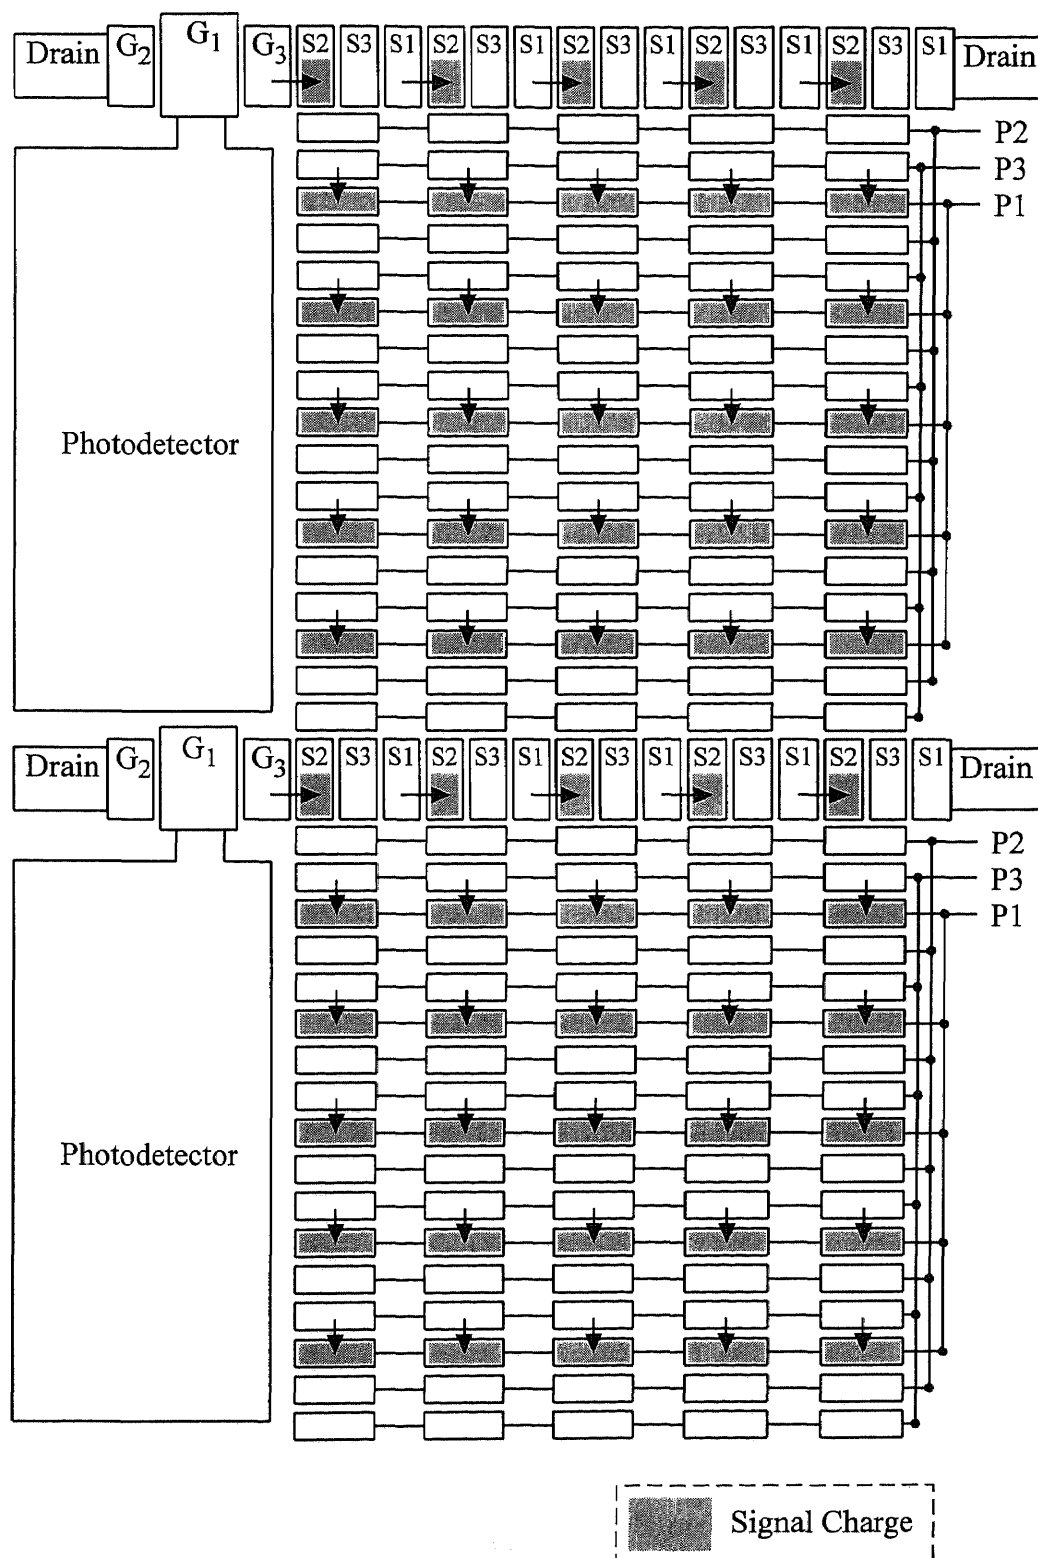 Drain G₂ G₁ G₃ S2 S3 S1 S2 S3 S1 S2 S3 S1 S2 S3 S1 S2 S3 S1 Drain
P2
P3
P1
Photodetector
Drain G₂ G₁ G₃ S2 S3 S1 S2 S3 S1 S2 S3 S1 S2 S3 S1 S2 S3 S1 Drain
P2
P3
P1
Photodetector
Signal Charge